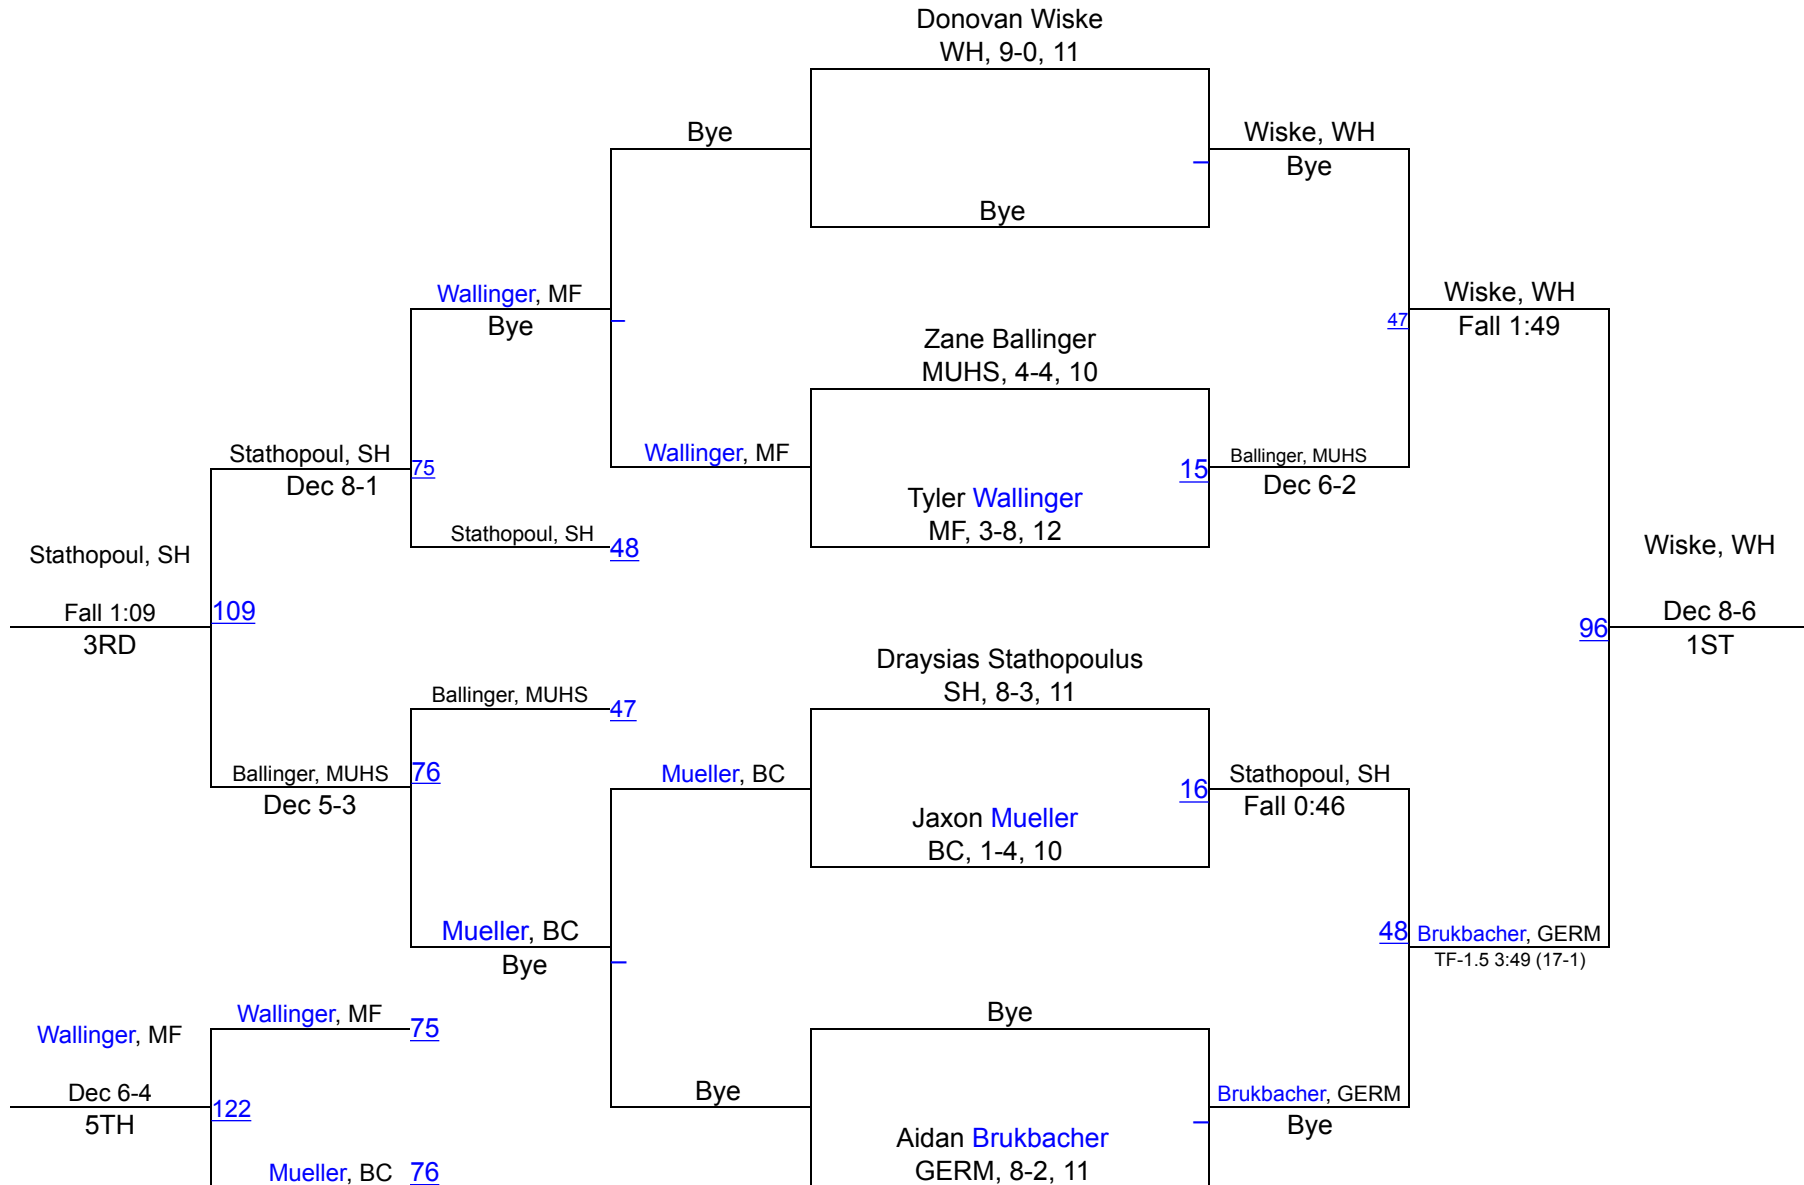 Donovan Wiske
WH, 9-0, 11
Bye
Wiske, WH
Bye
Bye
Wallinger, MF
Bye
Wiske, WH
47
Fall 1:49
Zane Ballinger
MUHS, 4-4, 10
Stathopoul, SH
75
Dec 8-1
Wallinger, MF
15
Ballinger, MUHS
Dec 6-2
Tyler Wallinger
MF, 3-8, 12
Stathopoul, SH
48
Stathopoul, SH
Wiske, WH
Fall 1:09
109
3RD
96
Dec 8-6
1ST
Draysias Stathopoulus
SH, 8-3, 11
Ballinger, MUHS
47
Ballinger, MUHS
76
Dec 5-3
Mueller, BC
16
Stathopoul, SH
Fall 0:46
Jaxon Mueller
BC, 1-4, 10
Mueller, BC
Bye
48
Brukbacher, GERM
TF-1.5 3:49 (17-1)
Bye
Wallinger, MF
Wallinger, MF
75
Dec 6-4
122
5TH
Bye
Brukbacher, GERM
Bye
Aidan Brukbacher
GERM, 8-2, 11
Mueller, BC
76